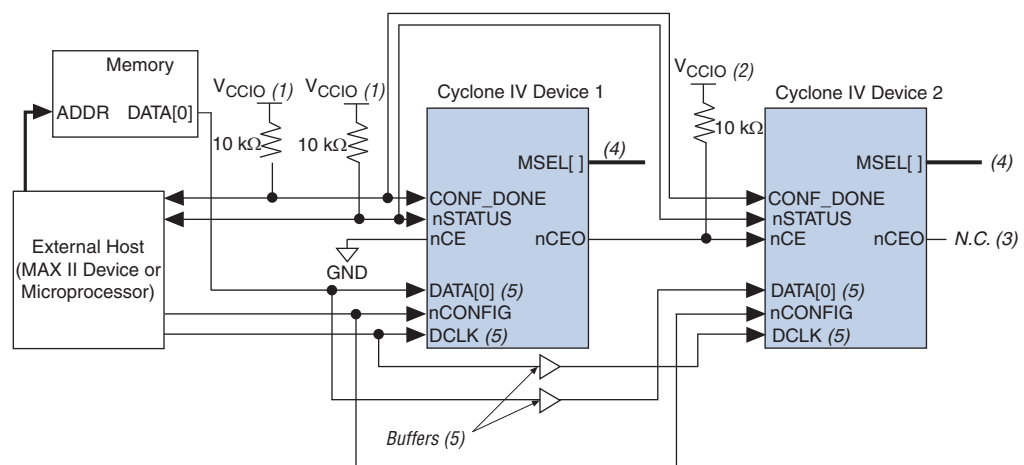 Memory
ADDR DATA[0]
VCCIO (1)
10 kΩ
VCCIO (1)
10 kΩ
Cyclone IV Device 1
MSEL[ ]
(4)
CONF_DONE
nSTATUS
nCE
nCEO
GND
DATA[0] (5)
nCONFIG
DCLK (5)
VCCIO (2)
10 kΩ
Cyclone IV Device 2
MSEL[ ]
(4)
CONF_DONE
nSTATUS
nCE
nCEO
N.C. (3)
DATA[0] (5)
nCONFIG
DCLK (5)
External Host
(MAX II Device or
Microprocessor)
Buffers (5)